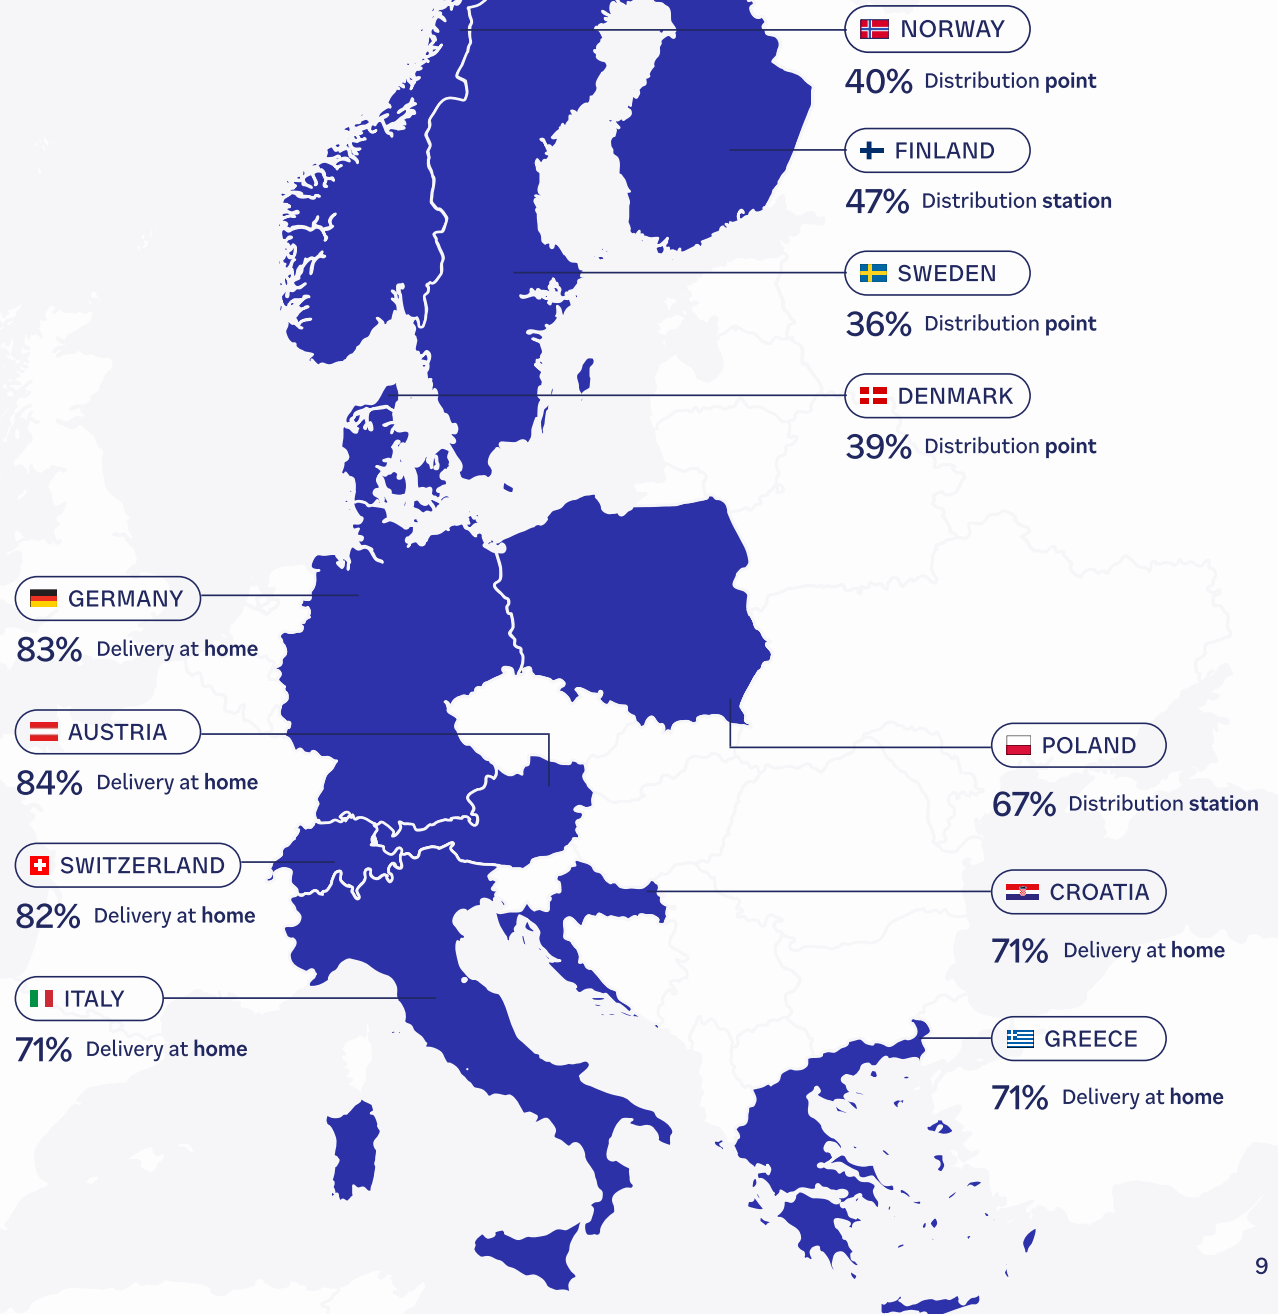 NORWAY
40% Distribution point
FINLAND
47% Distribution station
SWEDEN
36% Distribution point
DENMARK
39% Distribution point
GERMANY
83% Delivery at home
AUSTRIA
84% Delivery at home
SWITZERLAND
82% Delivery at home
ITALY
71% Delivery at home
POLAND
67% Distribution station
CROATIA
71% Delivery at home
GREECE
71% Delivery at home
9